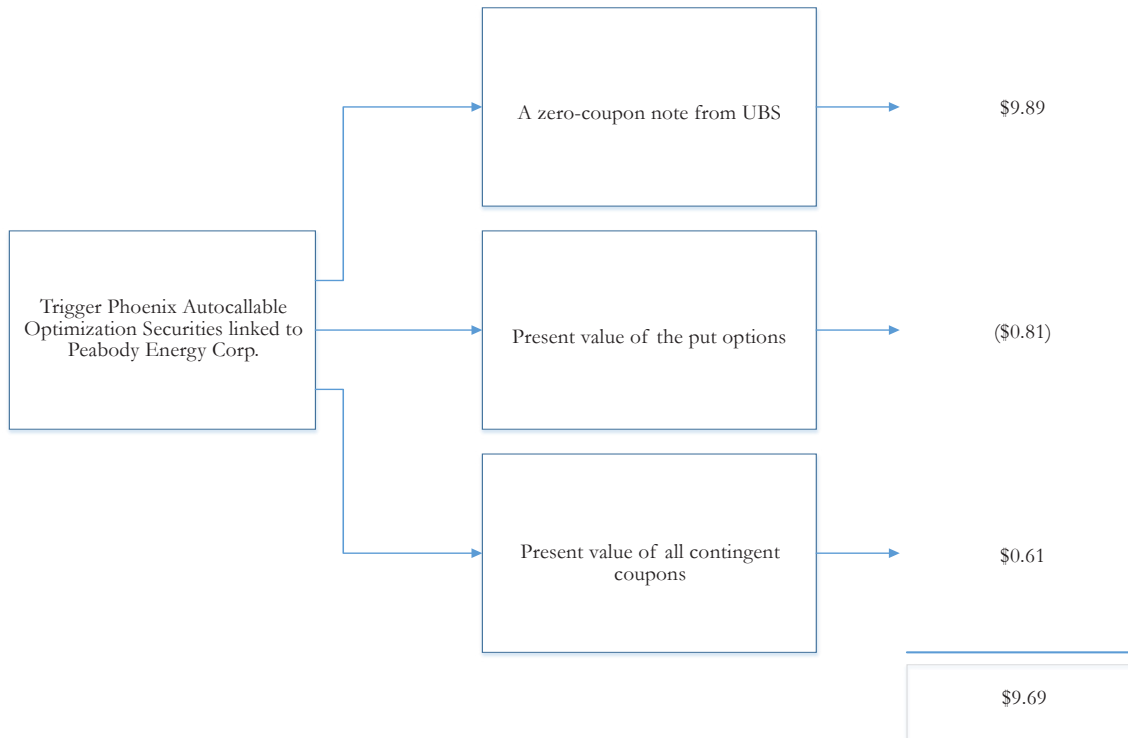 A zero-coupon note from UBS
$9.89
Trigger Phoenix Autocallable
Optimization Securities linked to
Peabody Energy Corp.
Present value of the put options
($0.81)
Present value of all contingent
coupons
$0.61
$9.69